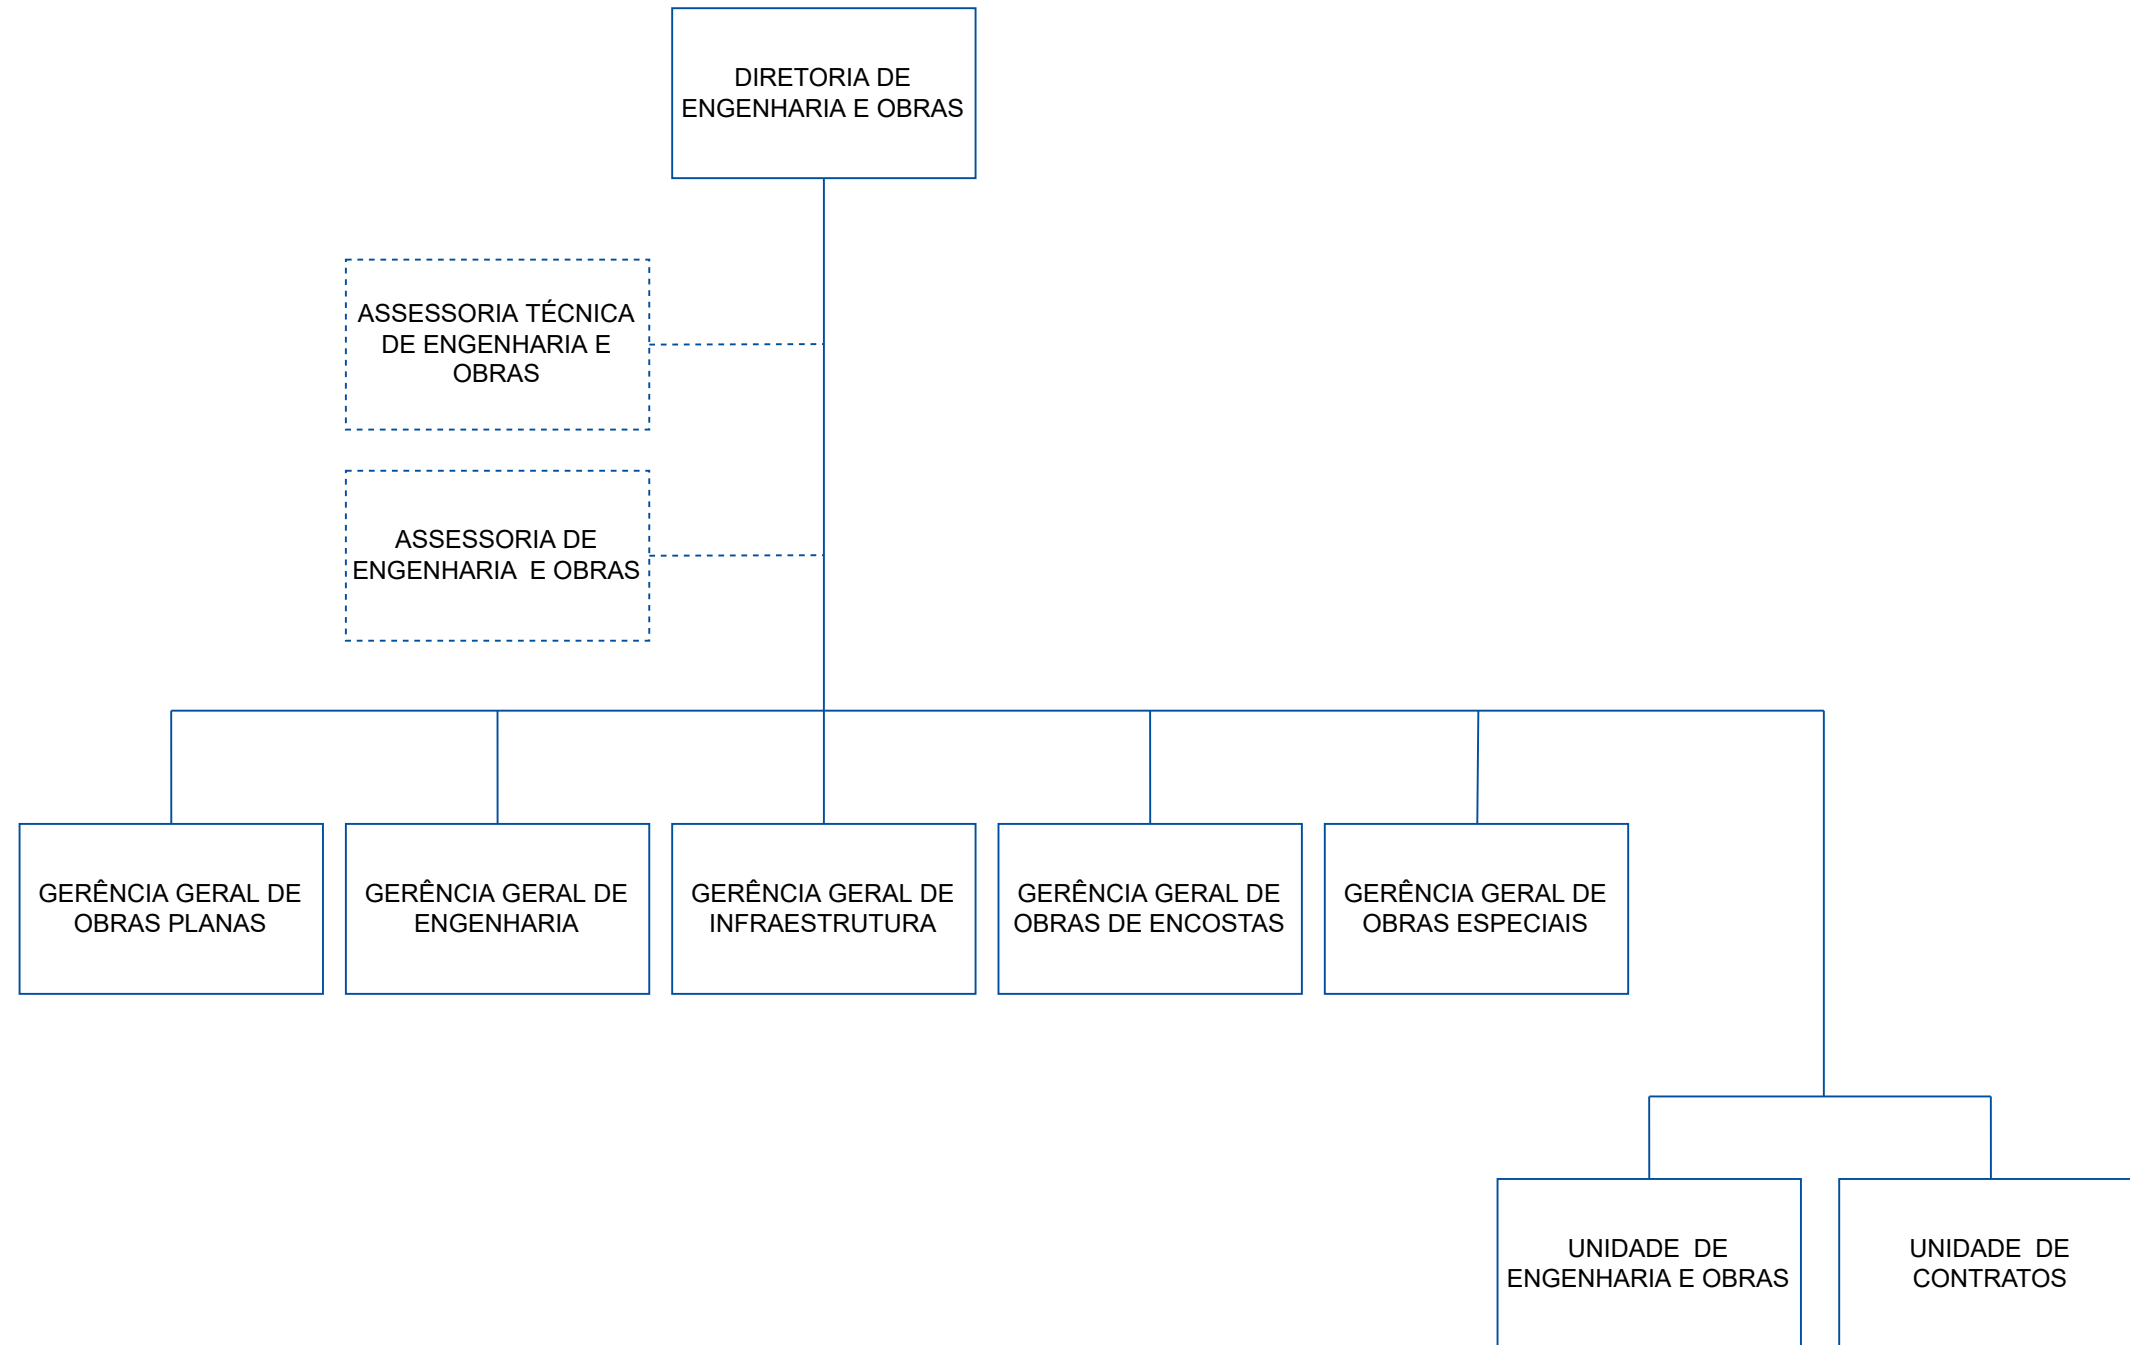 DIRETORIA DE
ENGENHARIA E OBRAS
ASSESSORIA TÉCNICA
DE ENGENHARIA E
OBRAS
ASSESSORIA DE
ENGENHARIA  E OBRAS
GERÊNCIA GERAL DE
OBRAS PLANAS
GERÊNCIA GERAL DE
ENGENHARIA
GERÊNCIA GERAL DE
INFRAESTRUTURA
GERÊNCIA GERAL DE
OBRAS DE ENCOSTAS
GERÊNCIA GERAL DE
OBRAS ESPECIAIS
UNIDADE  DE
ENGENHARIA E OBRAS
UNIDADE  DE
CONTRATOS